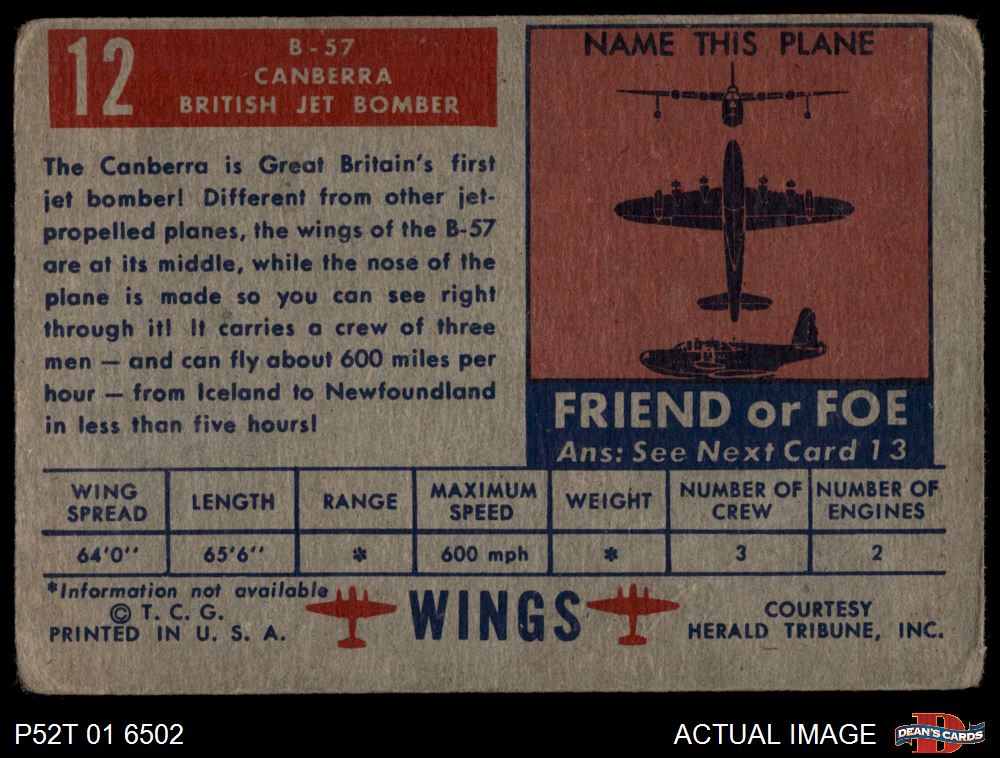 12
B-57
CANBERRA
BRITISH JET BOMBER
The Canberra is Great Britain's first
jet bomber! Different from other jet-
propelled planes, the wings of the B-57
are at its middle, while the nose of the
plane is made so you can see right
through it! It carries a crew of three
men — and can fly about 600 miles per
hour — from Iceland to Newfoundland
in less than five hours!
NAME THIS PLANE
FRIEND or FOE
Ans: See Next Card 13
WING SPREAD
LENGTH
RANGE
MAXIMUM SPEED
WEIGHT
NUMBER OF CREW
NUMBER OF ENGINES
64'0''
65'6''
*
600 mph
*
3
2
*Information not available
© T. C. G.
PRINTED IN U. S. A.
WINGS
COURTESY
HERALD TRIBUNE, INC.
P52T 01 6502
ACTUAL IMAGE
D
DEAN'S CARDS